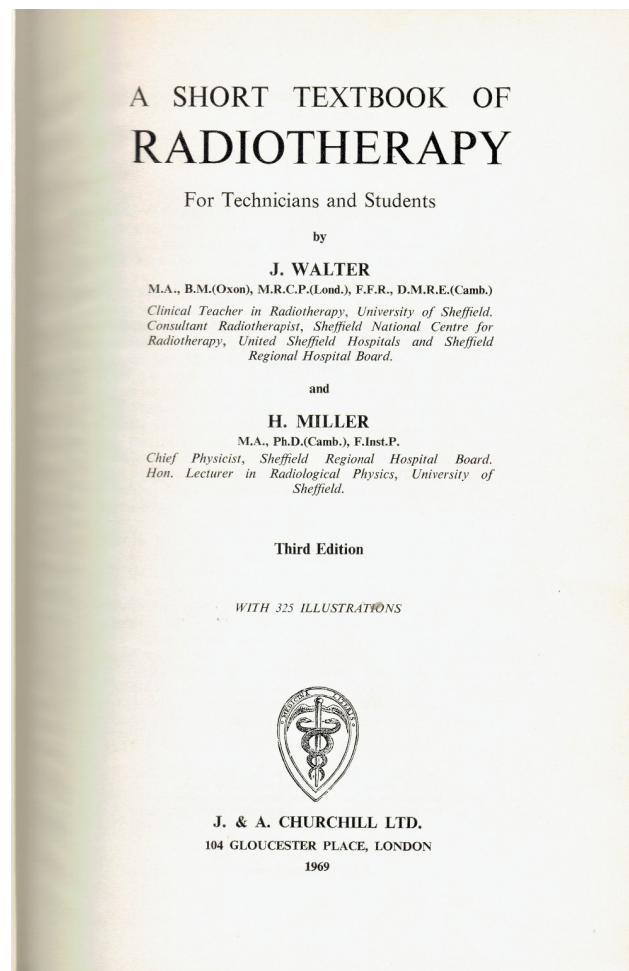 A SHORT TEXTBOOK OF
RADIOTHERAPY
For Technicians and Students
by
J. WALTER
M.A., B.M.(Oxon), M.R.C.P.(Lond.), F.F.R., D.M.R.E.(Camb.)
Clinical Teacher in Radiotherapy, University of Sheffield.
Consultant Radiotherapist, Sheffield National Centre for
Radiotherapy, United Sheffield Hospitals and Sheffield
Regional Hospital Board.
and
H. MILLER
M.A., Ph.D.(Camb.), F.Inst.P.
Chief Physicist, Sheffield Regional Hospital Board.
Hon. Lecturer in Radiological Physics, University of
Sheffield.
Third Edition
WITH 325 ILLUSTRATIONS
MEDICINA LITERIS
J. & A. CHURCHILL LTD.
104 GLOUCESTER PLACE, LONDON
1969